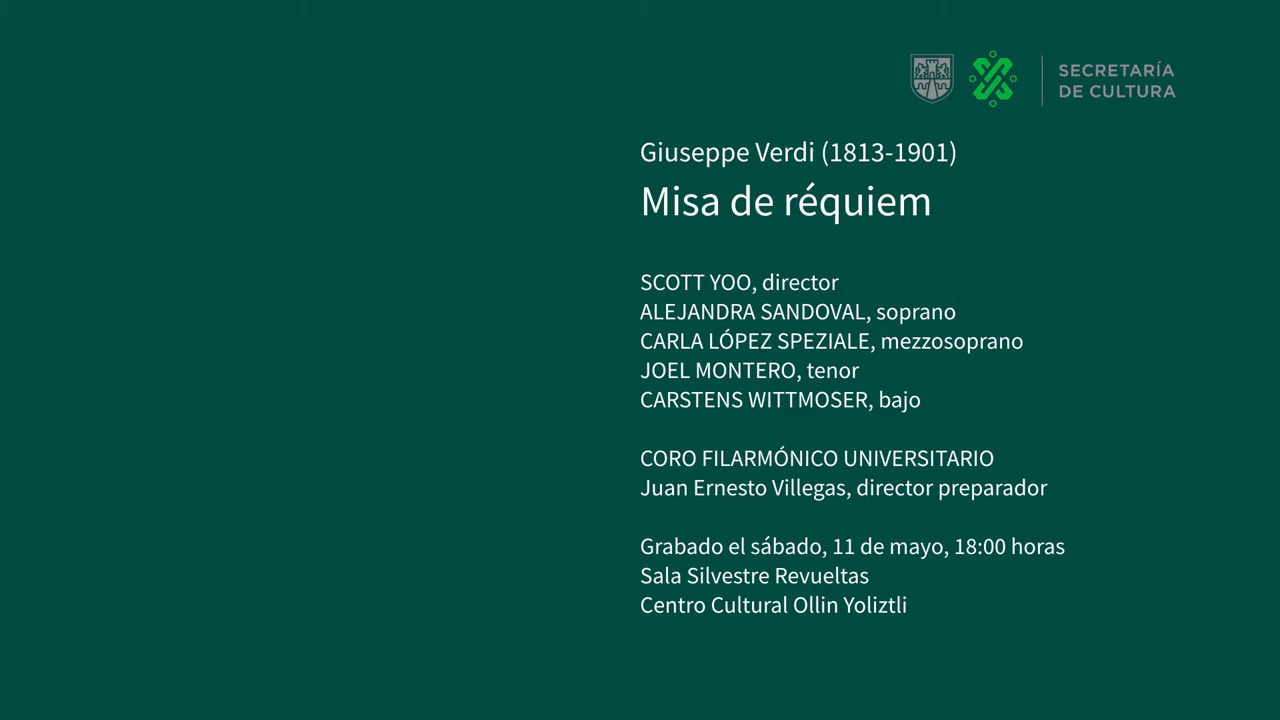 SECRETARÍA
DE CULTURA
Giuseppe Verdi (1813-1901)
Misa de réquiem
SCOTT YOO, director
ALEJANDRA SANDOVAL, soprano
CARLA LÓPEZ SPEZIALE, mezzosoprano
JOEL MONTERO, tenor
CARSTENS WITTMOSER, bajo
CORO FILARMÓNICO UNIVERSITARIO
Juan Ernesto Villegas, director preparador
Grabado el sábado, 11 de mayo, 18:00 horas
Sala Silvestre Revueltas
Centro Cultural Ollin Yoliztli